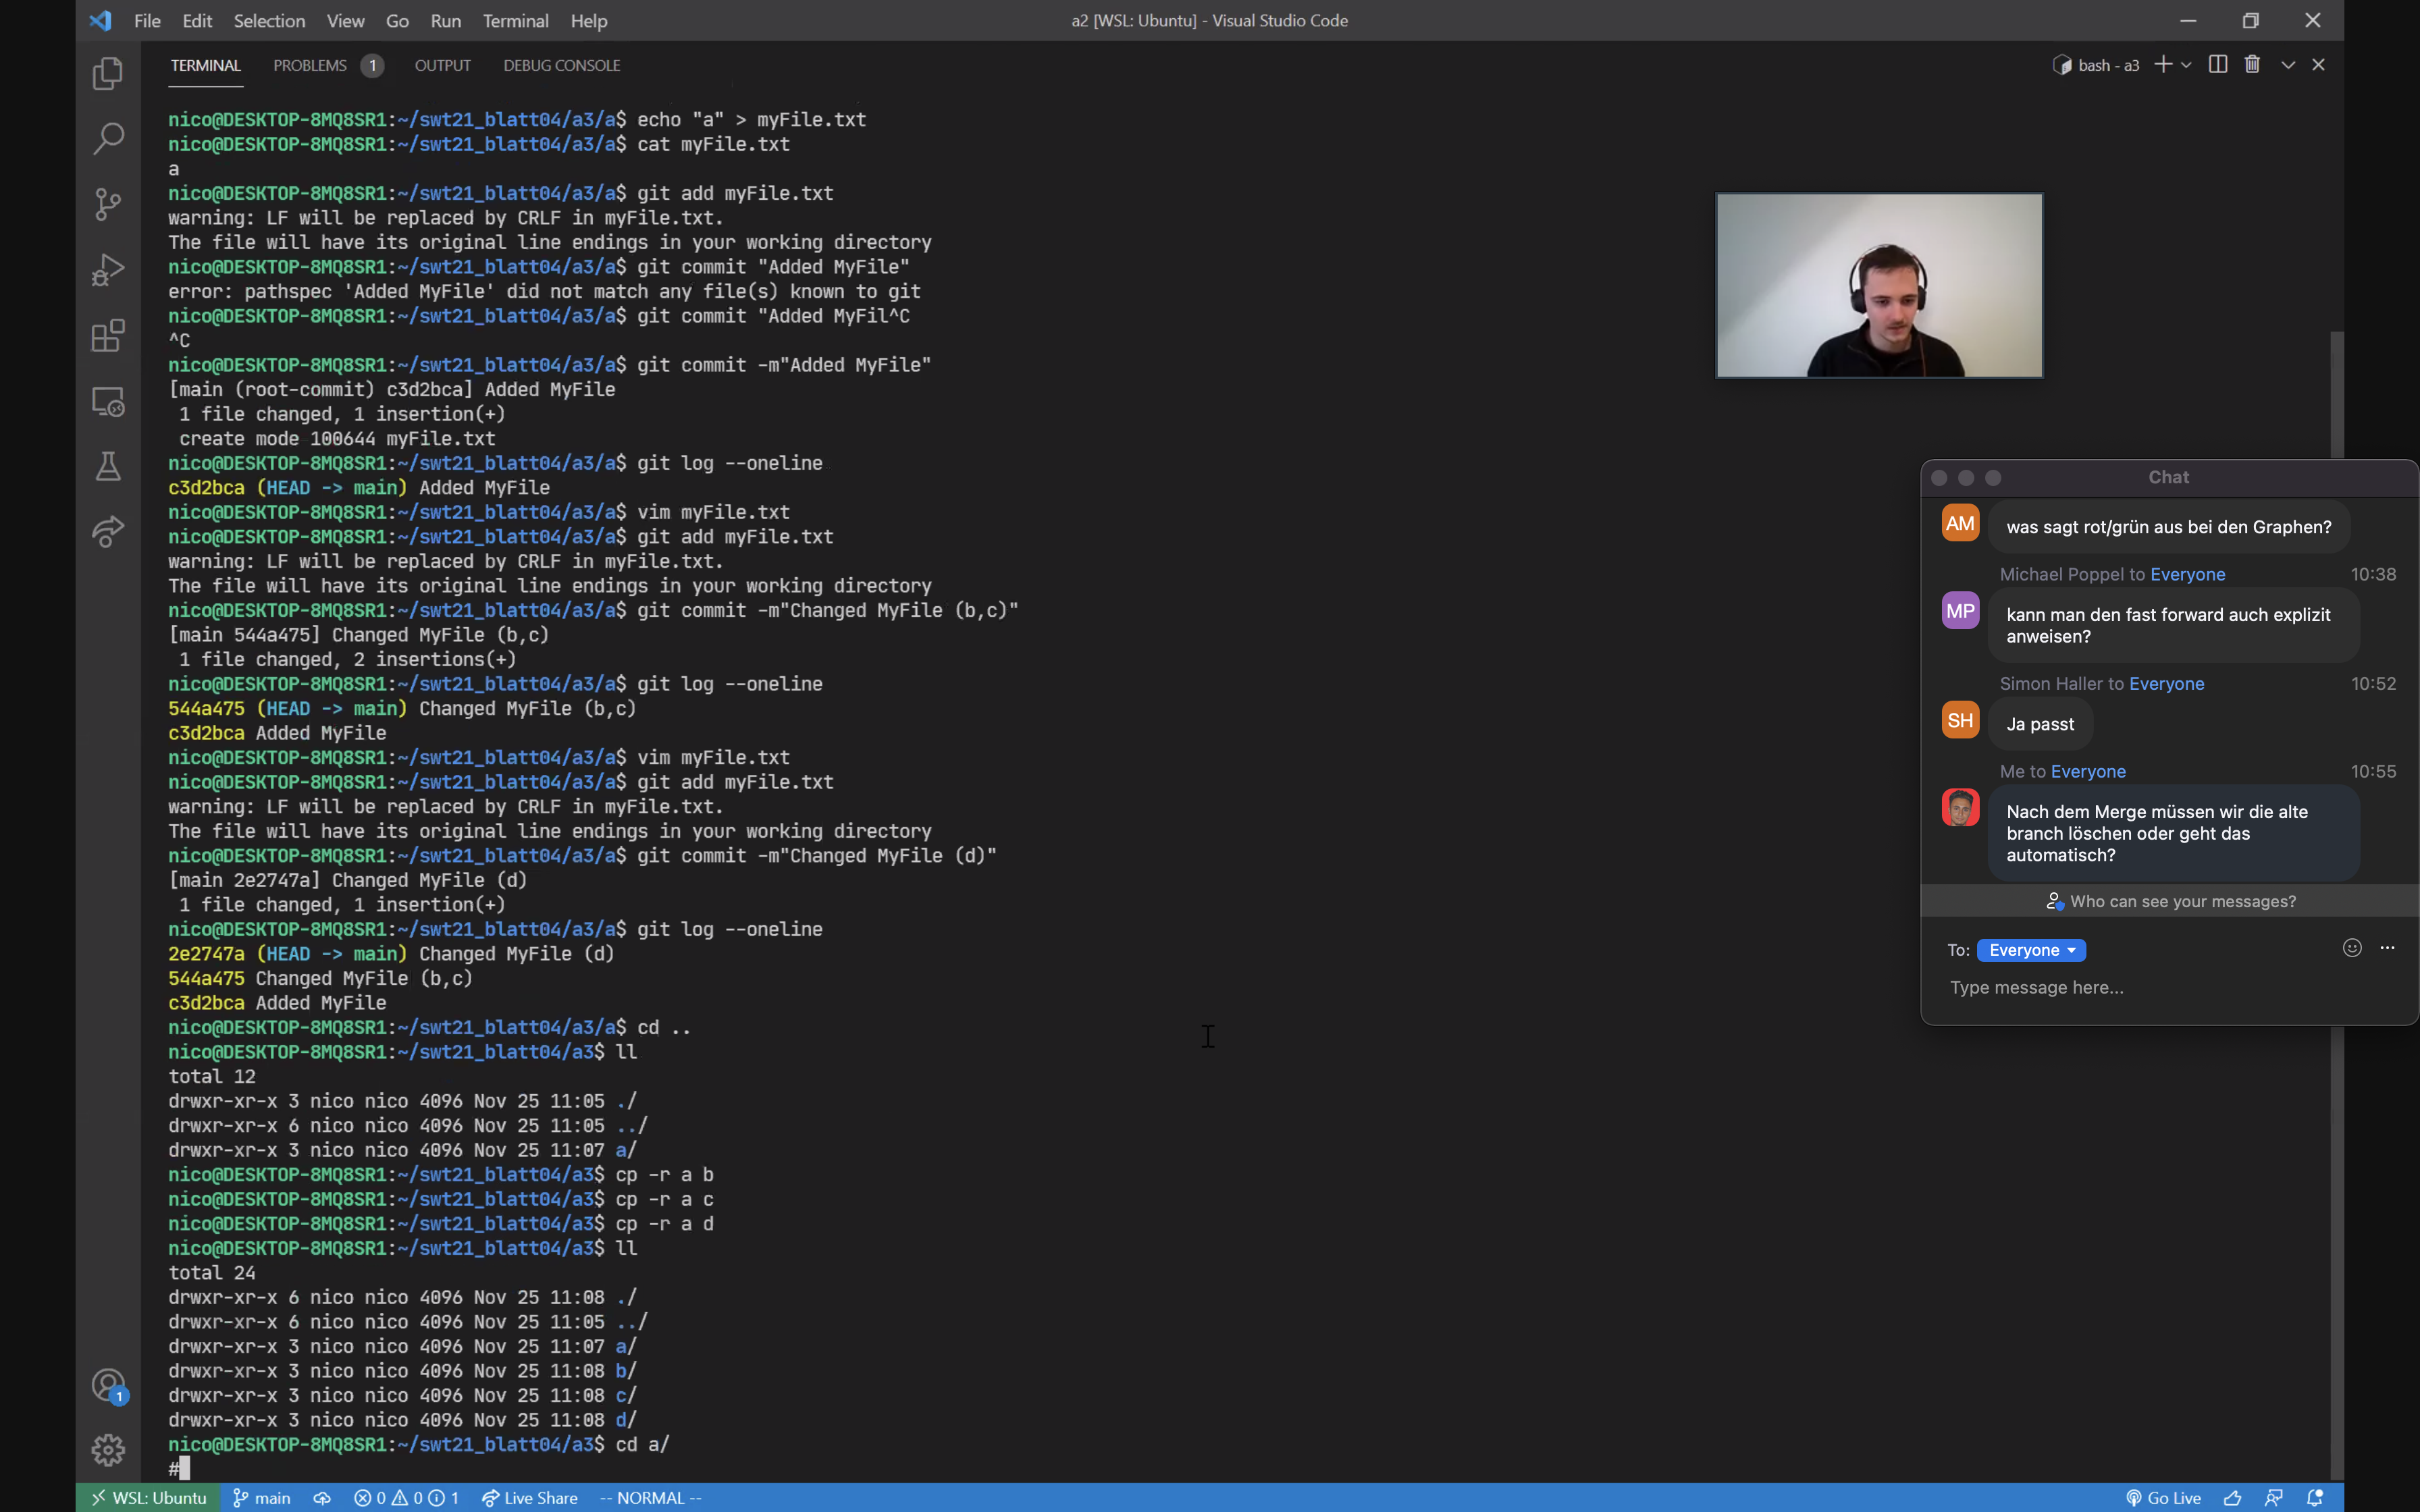 File Edit Selection View Go Run Terminal Help
a2 [WSL: Ubuntu] - Visual Studio Code
TERMINAL PROBLEMS 1 OUTPUT DEBUG CONSOLE
bash - a3
nico@DESKTOP-8MQ8SR1:~/swt21_blatt04/a3/a$ echo "a" > myFile.txt
nico@DESKTOP-8MQ8SR1:~/swt21_blatt04/a3/a$ cat myFile.txt
a
nico@DESKTOP-8MQ8SR1:~/swt21_blatt04/a3/a$ git add myFile.txt
warning: LF will be replaced by CRLF in myFile.txt.
The file will have its original line endings in your working directory
nico@DESKTOP-8MQ8SR1:~/swt21_blatt04/a3/a$ git commit "Added MyFile"
error: pathspec 'Added MyFile' did not match any file(s) known to git
nico@DESKTOP-8MQ8SR1:~/swt21_blatt04/a3/a$ git commit "Added MyFil^C
^C
nico@DESKTOP-8MQ8SR1:~/swt21_blatt04/a3/a$ git commit -m"Added MyFile"
[main (root-commit) c3d2bca] Added MyFile
1 file changed, 1 insertion(+)
create mode 100644 myFile.txt
nico@DESKTOP-8MQ8SR1:~/swt21_blatt04/a3/a$ git log --oneline
c3d2bca (HEAD -> main) Added MyFile
nico@DESKTOP-8MQ8SR1:~/swt21_blatt04/a3/a$ vim myFile.txt
nico@DESKTOP-8MQ8SR1:~/swt21_blatt04/a3/a$ git add myFile.txt
warning: LF will be replaced by CRLF in myFile.txt.
The file will have its original line endings in your working directory
nico@DESKTOP-8MQ8SR1:~/swt21_blatt04/a3/a$ git commit -m"Changed MyFile (b,c)"
[main 544a475] Changed MyFile (b,c)
1 file changed, 2 insertions(+)
nico@DESKTOP-8MQ8SR1:~/swt21_blatt04/a3/a$ git log --oneline
544a475 (HEAD -> main) Changed MyFile (b,c)
c3d2bca Added MyFile
nico@DESKTOP-8MQ8SR1:~/swt21_blatt04/a3/a$ vim myFile.txt
nico@DESKTOP-8MQ8SR1:~/swt21_blatt04/a3/a$ git add myFile.txt
warning: LF will be replaced by CRLF in myFile.txt.
The file will have its original line endings in your working directory
nico@DESKTOP-8MQ8SR1:~/swt21_blatt04/a3/a$ git commit -m"Changed MyFile (d)"
[main 2e2747a] Changed MyFile (d)
1 file changed, 1 insertion(+)
nico@DESKTOP-8MQ8SR1:~/swt21_blatt04/a3/a$ git log --oneline
2e2747a (HEAD -> main) Changed MyFile (d)
544a475 Changed MyFile (b,c)
c3d2bca Added MyFile
nico@DESKTOP-8MQ8SR1:~/swt21_blatt04/a3/a$ cd ..
nico@DESKTOP-8MQ8SR1:~/swt21_blatt04/a3$ ll
total 12
drwxr-xr-x 3 nico nico 4096 Nov 25 11:05 ./
drwxr-xr-x 6 nico nico 4096 Nov 25 11:05 ../
drwxr-xr-x 3 nico nico 4096 Nov 25 11:07 a/
nico@DESKTOP-8MQ8SR1:~/swt21_blatt04/a3$ cp -r a b
nico@DESKTOP-8MQ8SR1:~/swt21_blatt04/a3$ cp -r a c
nico@DESKTOP-8MQ8SR1:~/swt21_blatt04/a3$ cp -r a d
nico@DESKTOP-8MQ8SR1:~/swt21_blatt04/a3$ ll
total 24
drwxr-xr-x 6 nico nico 4096 Nov 25 11:08 ./
drwxr-xr-x 6 nico nico 4096 Nov 25 11:05 ../
drwxr-xr-x 3 nico nico 4096 Nov 25 11:07 a/
drwxr-xr-x 3 nico nico 4096 Nov 25 11:08 b/
drwxr-xr-x 3 nico nico 4096 Nov 25 11:08 c/
drwxr-xr-x 3 nico nico 4096 Nov 25 11:08 d/
nico@DESKTOP-8MQ8SR1:~/swt21_blatt04/a3$ cd a/
#
Chat
AM
was sagt rot/grün aus bei den Graphen?
Michael Poppel to Everyone 10:38
MP
kann man den fast forward auch explizit
anweisen?
Simon Haller to Everyone 10:52
SH
Ja passt
Me to Everyone 10:55
Nach dem Merge müssen wir die alte
branch löschen oder geht das
automatisch?
Who can see your messages?
To: Everyone
Type message here...
1
WSL: Ubuntu main 0 0 1 Live Share -- NORMAL -- Go Live